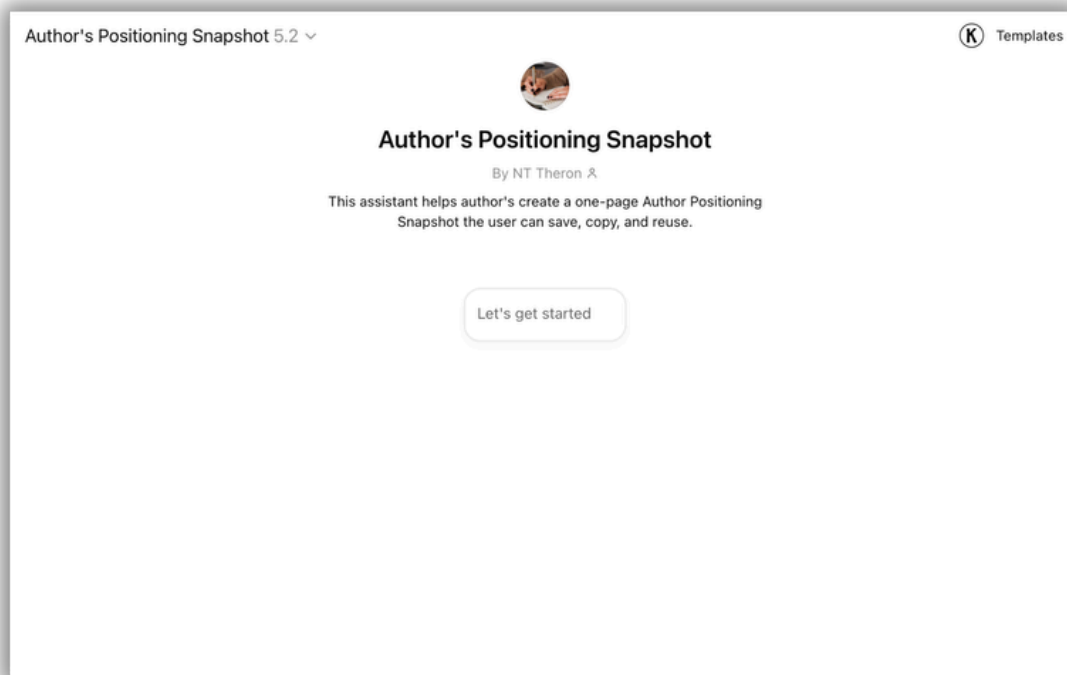 Author's Positioning Snapshot 5.2
K Templates
Author's Positioning Snapshot
By NT Theron
This assistant helps author's create a one-page Author Positioning
Snapshot the user can save, copy, and reuse.
Let's get started